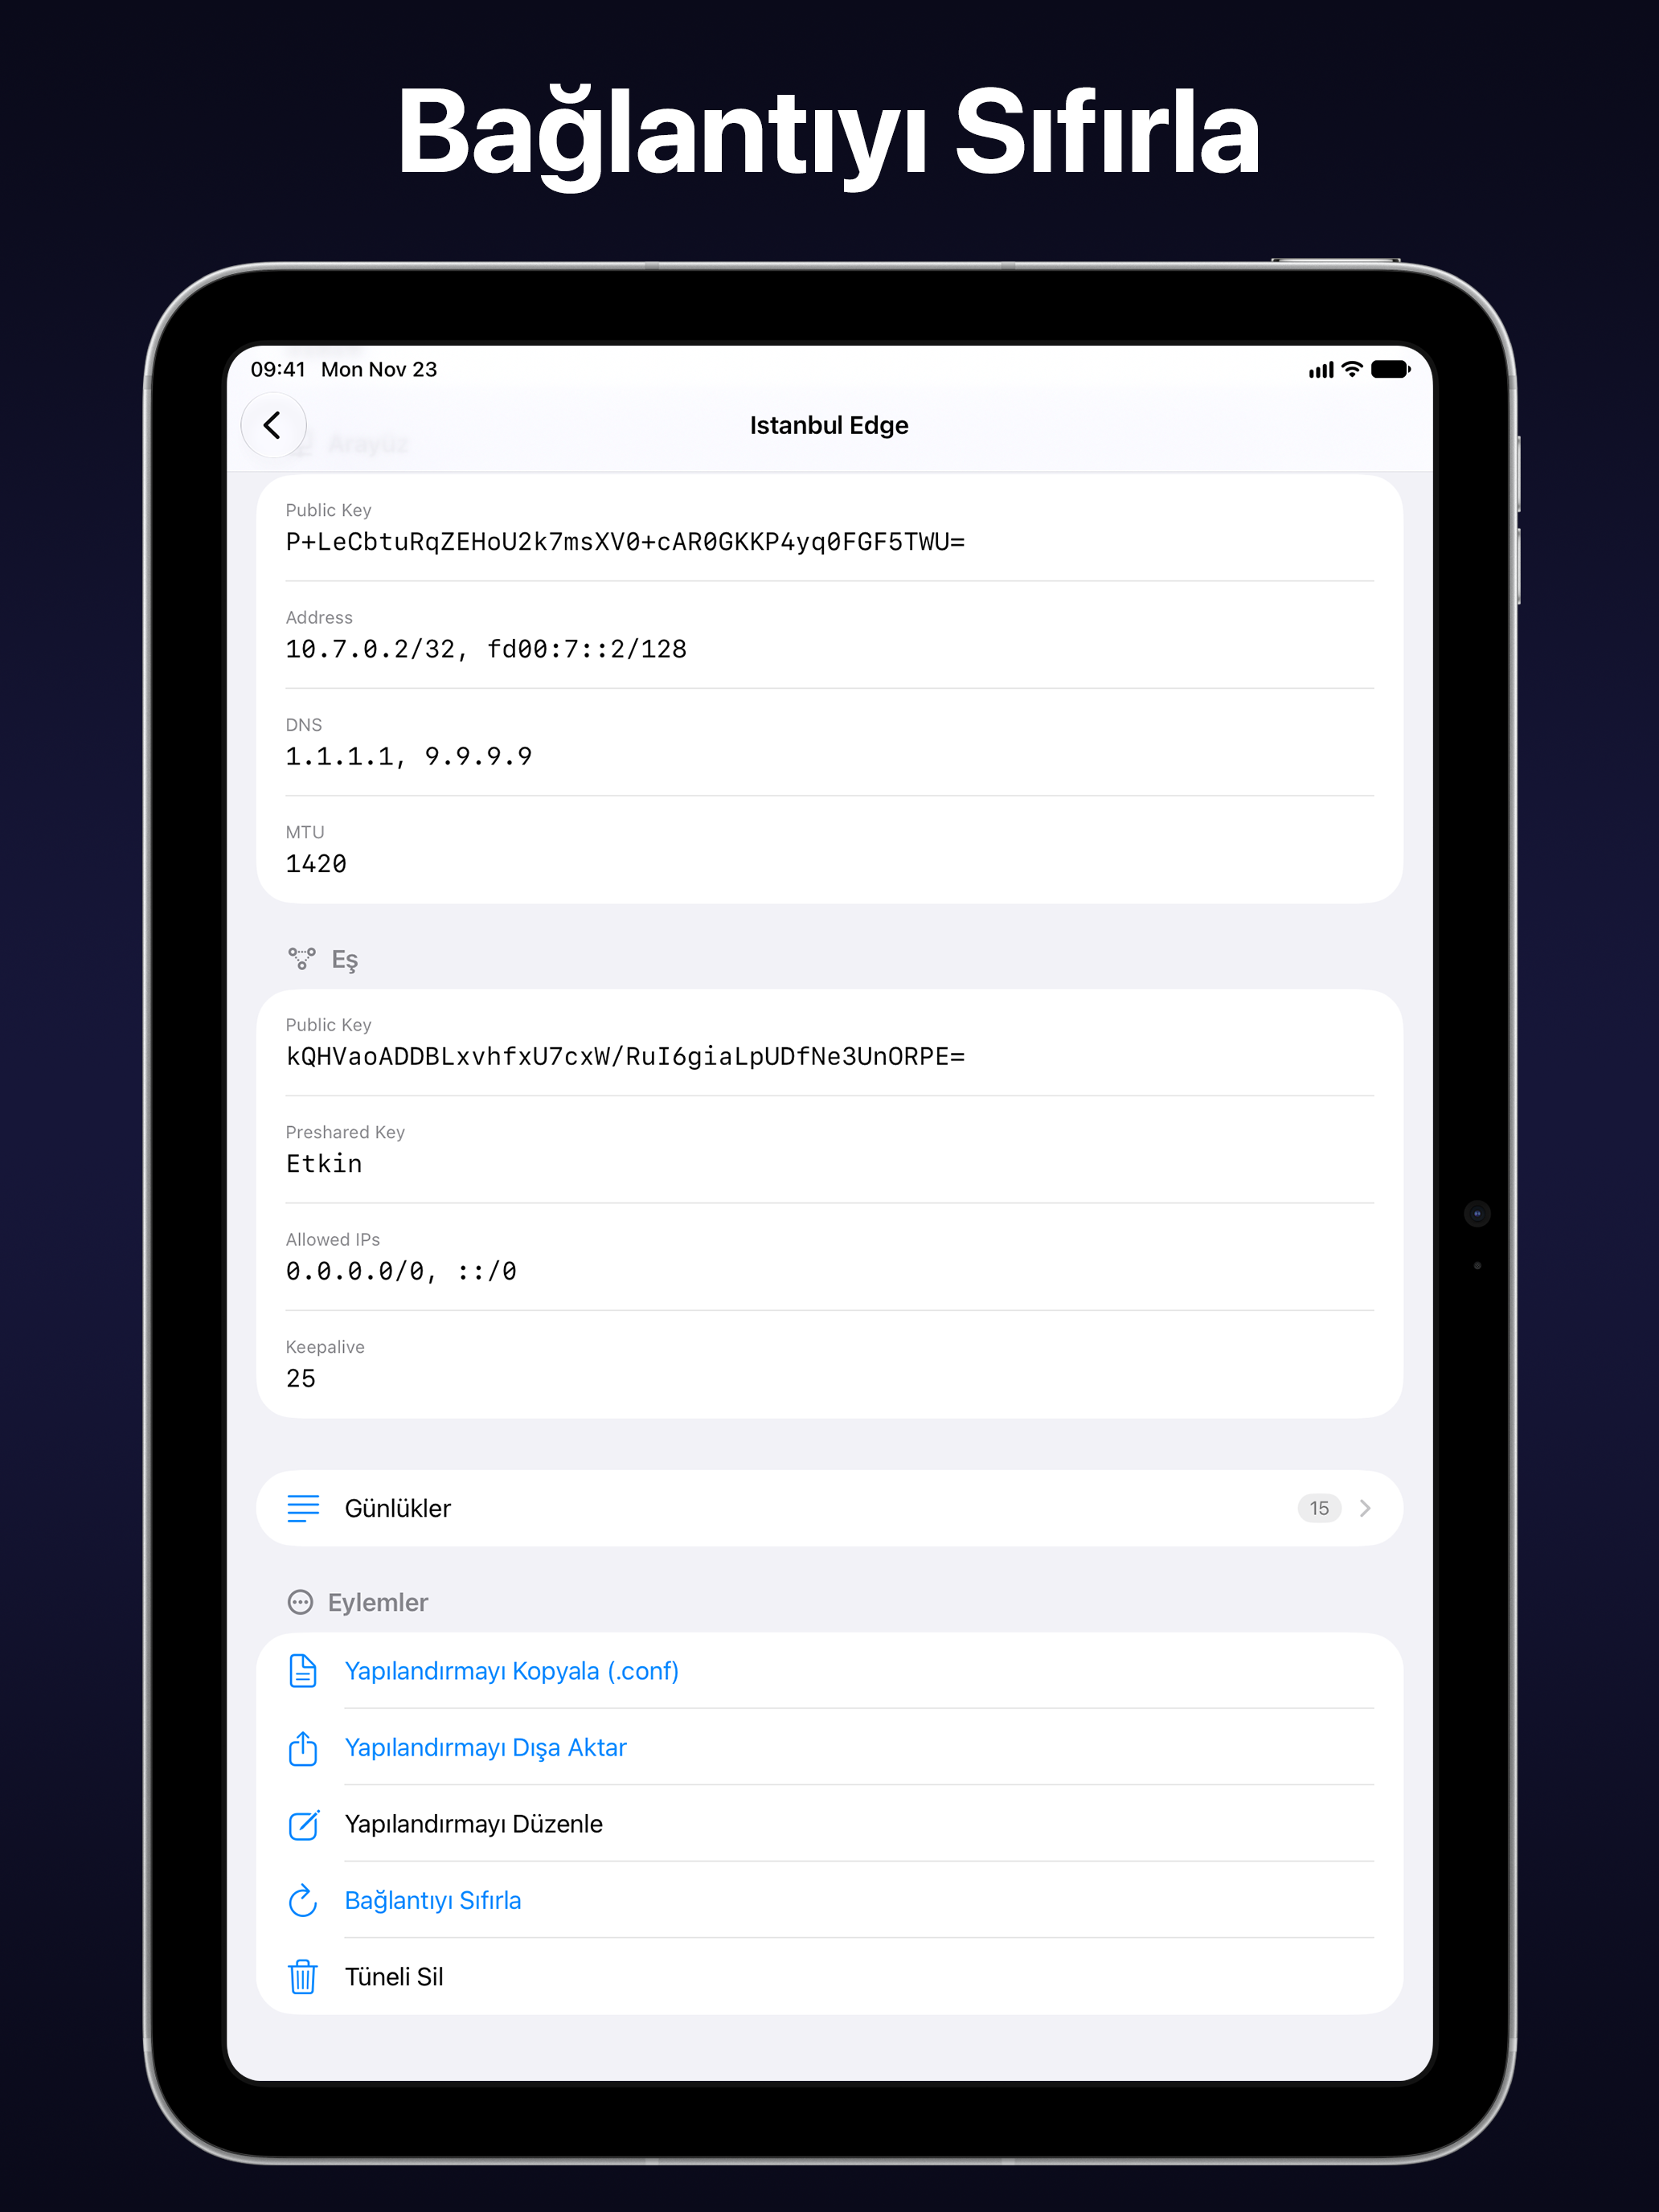 Bağlantıyı Sıfırla
09:41 Mon Nov 23
Istanbul Edge
Arayüz
Public Key
P+LeCbtuRqZEHoU2k7msXV0+cAR0GKKP4yq0FGF5TWU=
Address
10.7.0.2/32, fd00:7::2/128
DNS
1.1.1.1, 9.9.9.9
MTU
1420
Eş
Public Key
kQHVaoADDBLxvhfxU7cxW/RuI6giaLpUDfNe3UnORPE=
Preshared Key
Etkin
Allowed IPs
0.0.0.0/0, ::/0
Keepalive
25
Günlükler 15
Eylemler
Yapılandırmayı Kopyala (.conf)
Yapılandırmayı Dışa Aktar
Yapılandırmayı Düzenle
Bağlantıyı Sıfırla
Tüneli Sil